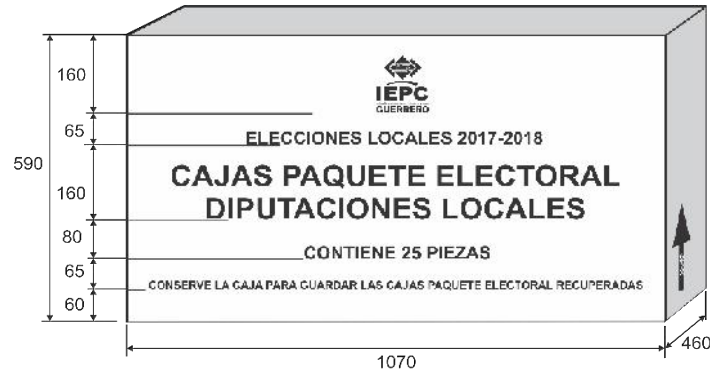 160
IEPC
GUERRERO
65
ELECCIONES LOCALES 2017-2018
590
160
CAJAS PAQUETE ELECTORAL
DIPUTACIONES LOCALES
80
CONTIENE 25 PIEZAS
65
CONSERVE LA CAJA PARA GUARDAR LAS CAJAS PAQUETE ELECTORAL RECUPERADAS
60
1070
460